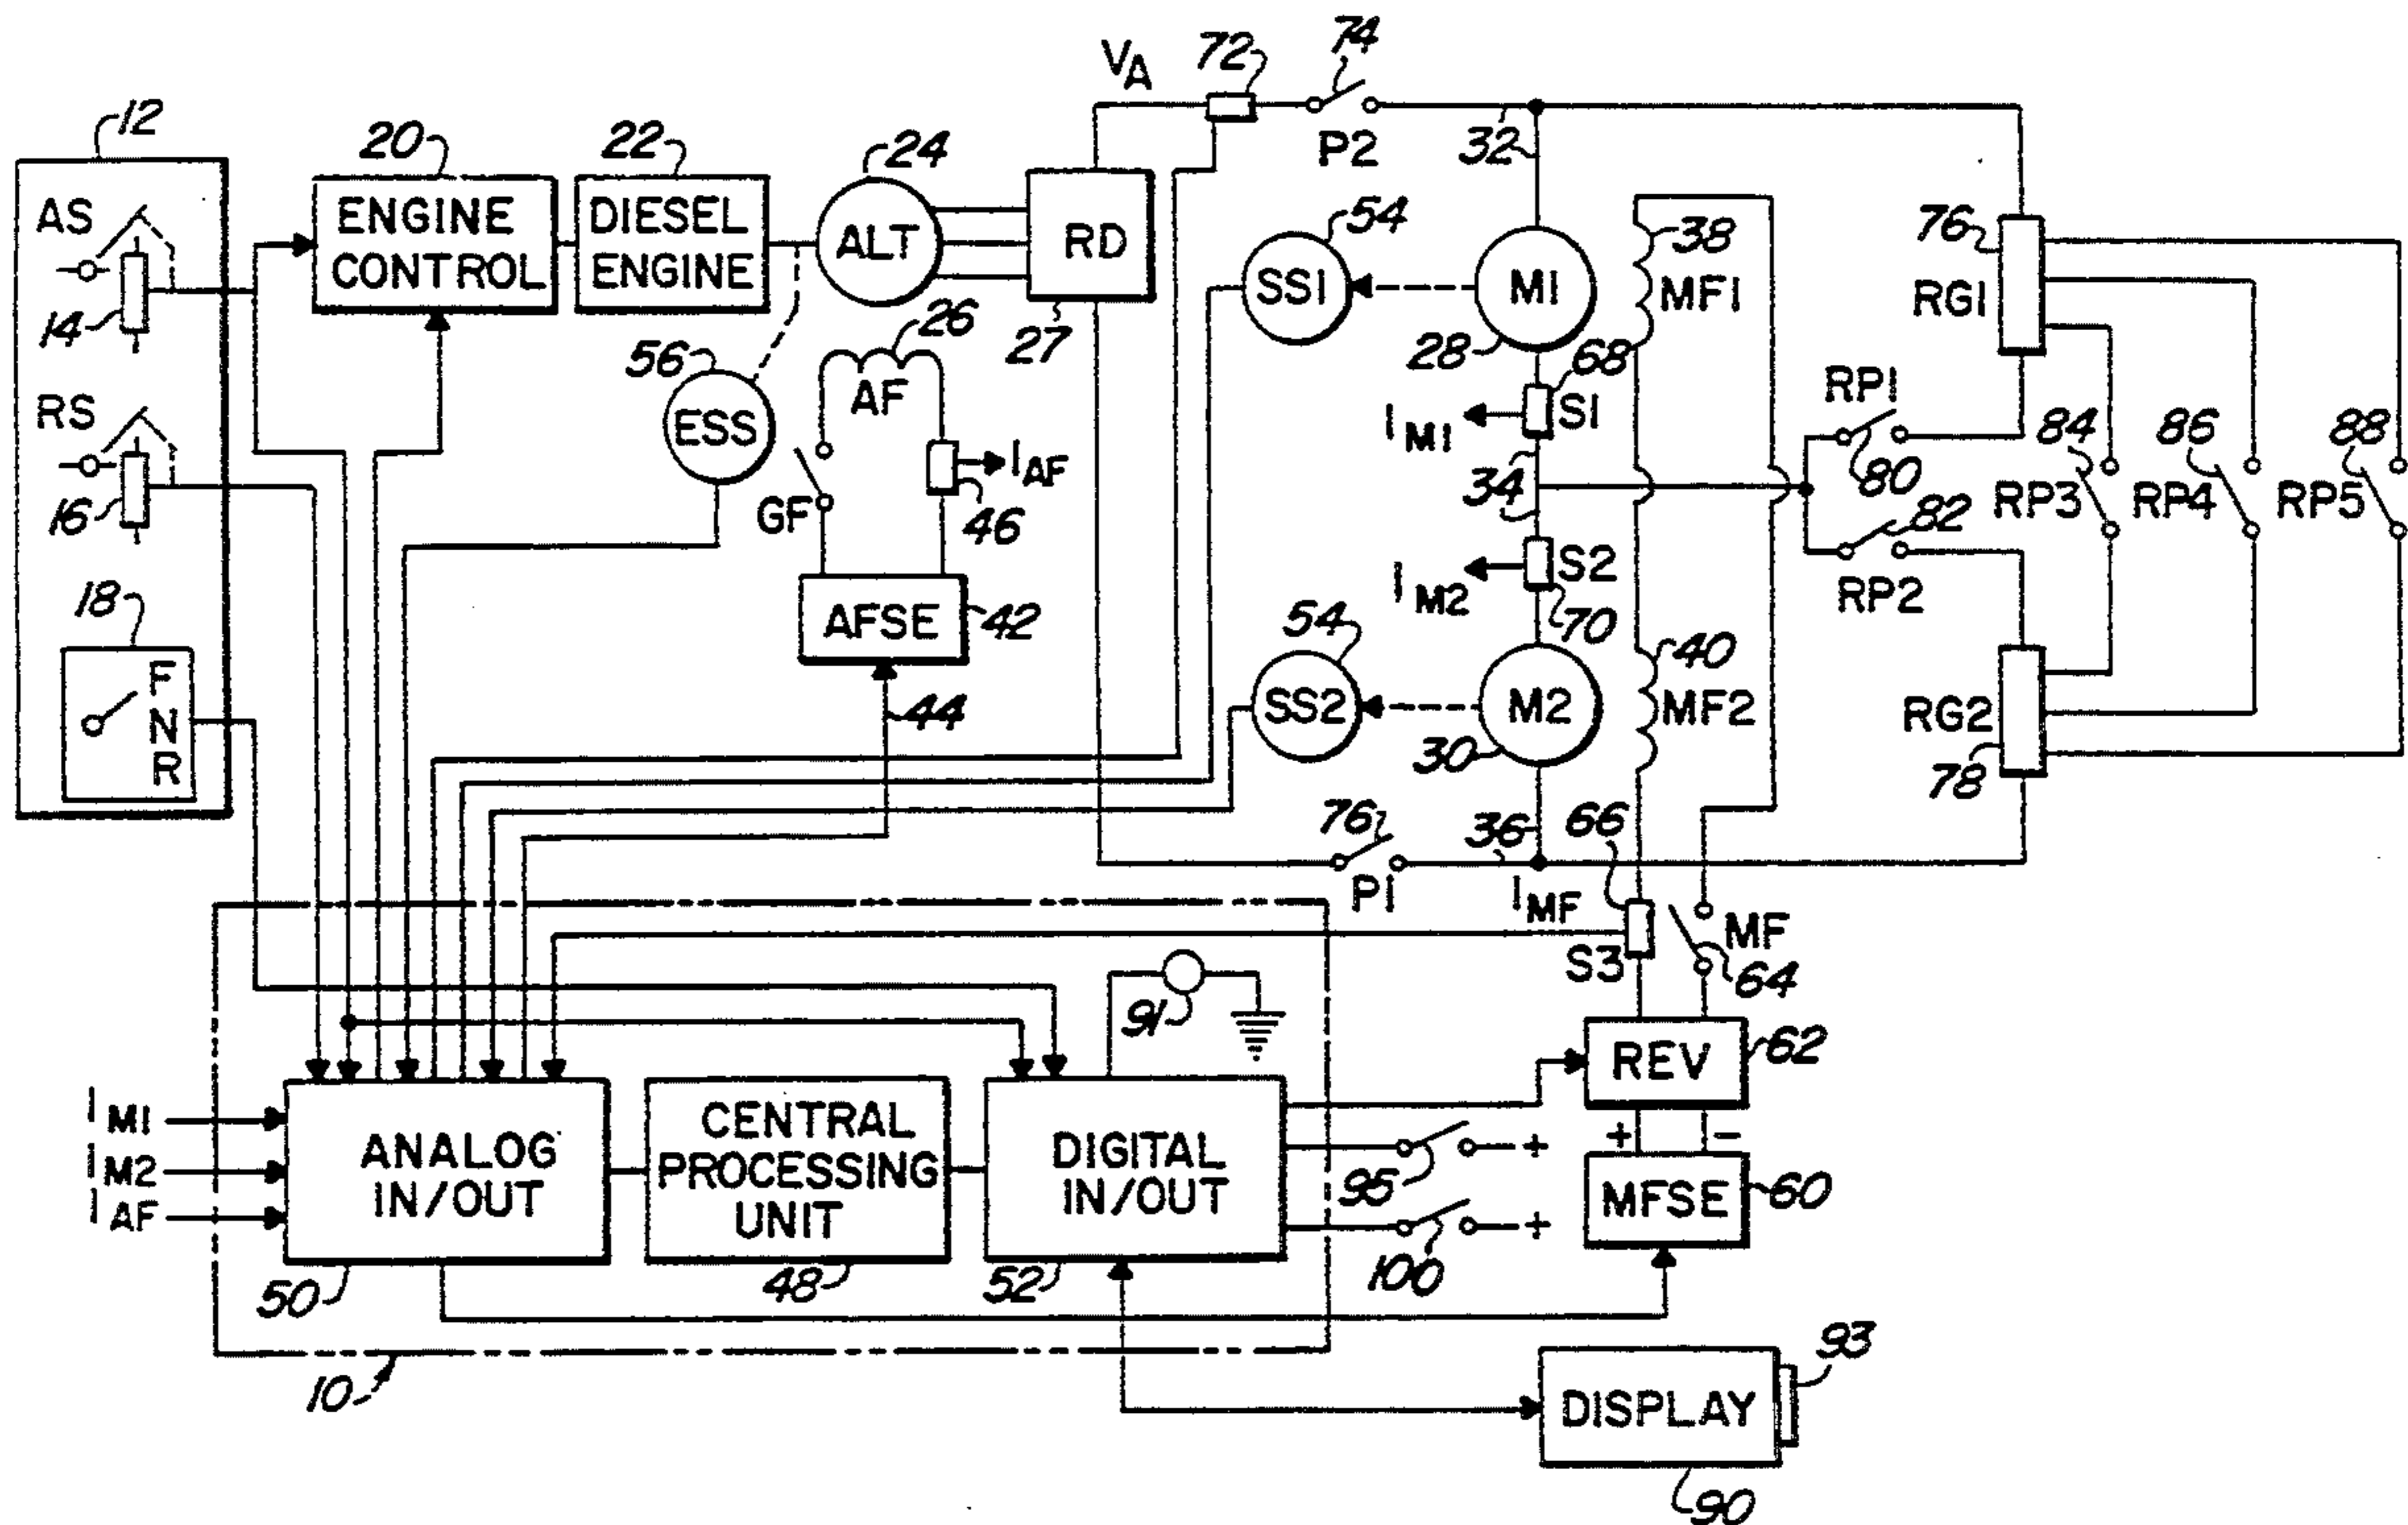 12
AS
14
RS
16
18
F
N
R
20
ENGINE
CONTROL
22
DIESEL
ENGINE
24
ALT
26
AF
RD
27
VA
72
74
P2
32
54
SS1
M1
28
38
MF1
68
S1
IM1
34
S2
IM2
70
54
SS2
M2
30
40
MF2
56
ESS
GF
IAF
46
AFSE
42
44
76
RG1
RP1
80
82
RP2
84
RP3
86
RP4
88
RP5
RG2
78
76
P1
36
66
IMF
S3
MF
64
REV
62
+
-
MFSE
60
91
IM1
IM2
IAF
ANALOG
IN/OUT
50
CENTRAL
PROCESSING
UNIT
48
DIGITAL
IN/OUT
52
95
+
100
+
10
DISPLAY
93
90